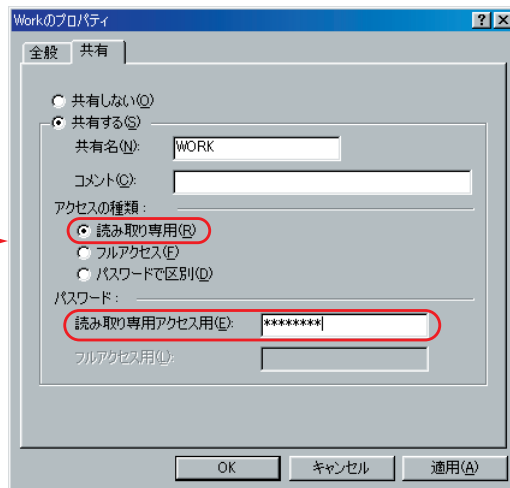 Workのプロパティ
全般 共有
共有しない(O)
共有する(S)
共有名(N): WORK
コメント(C):
アクセスの種類:
読み取り専用(R)
フルアクセス(F)
パスワードで区別(D)
パスワード:
読み取り専用アクセス用(E): ********
フルアクセス用(L):
OK キャンセル 適用(A)